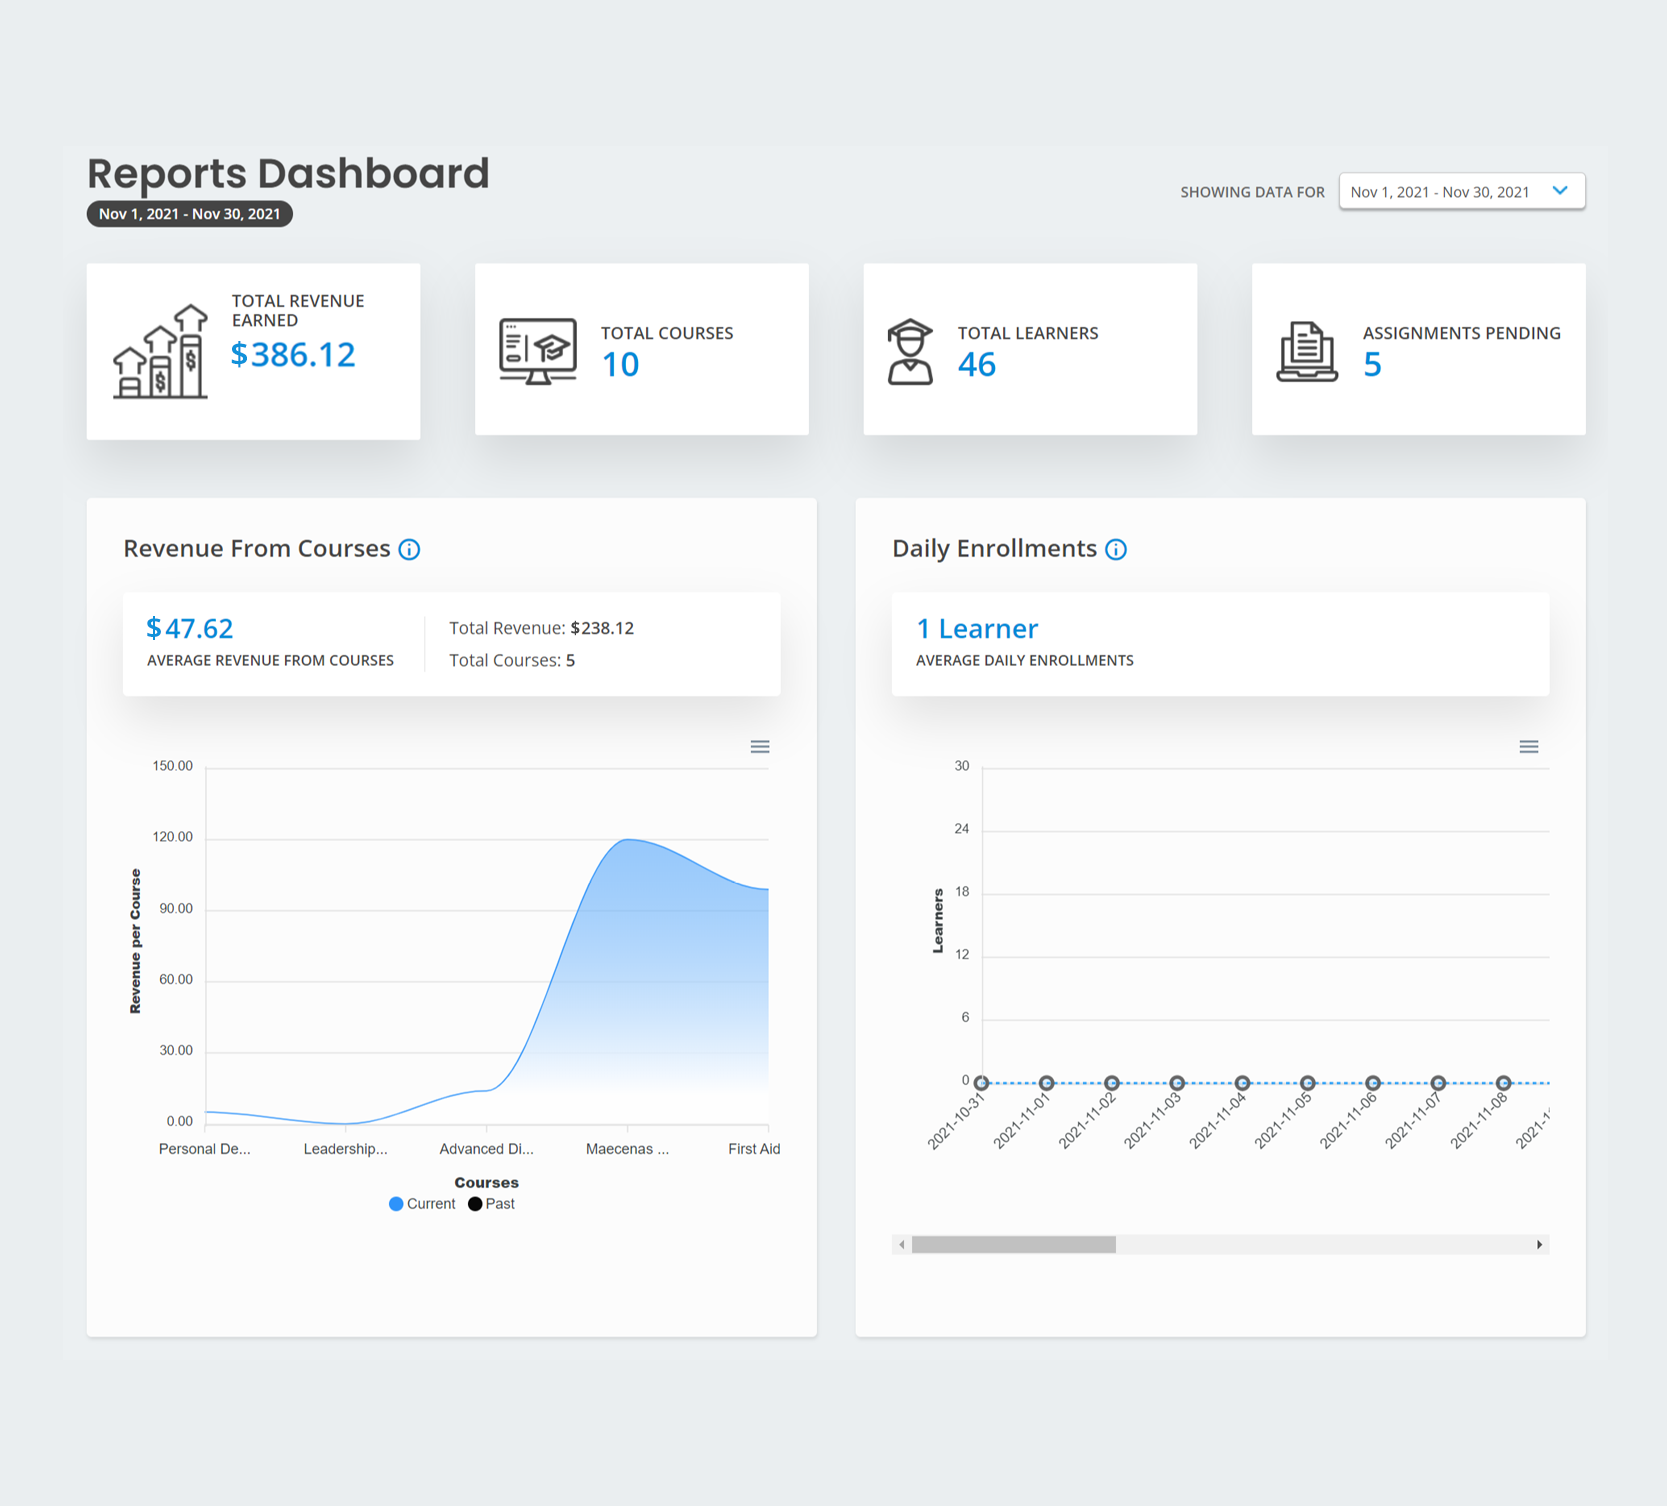 Reports Dashboard
Nov 1, 2021 - Nov 30, 2021
SHOWING DATA FOR
Nov 1, 2021 - Nov 30, 2021
TOTAL REVENUE
EARNED
$386.12
TOTAL COURSES
10
TOTAL LEARNERS
46
ASSIGNMENTS PENDING
5
Revenue From Courses
$47.62
AVERAGE REVENUE FROM COURSES
Total Revenue: $238.12
Total Courses: 5
150.00
120.00
90.00
60.00
30.00
0.00
Revenue per Course
Personal De...
Leadership...
Advanced Di...
Maecenas ...
First Aid
Courses
Current
Past
Daily Enrollments
1 Learner
AVERAGE DAILY ENROLLMENTS
30
24
18
12
6
0
Learners
2021-10-31
2021-11-01
2021-11-02
2021-11-03
2021-11-04
2021-11-05
2021-11-06
2021-11-07
2021-11-08